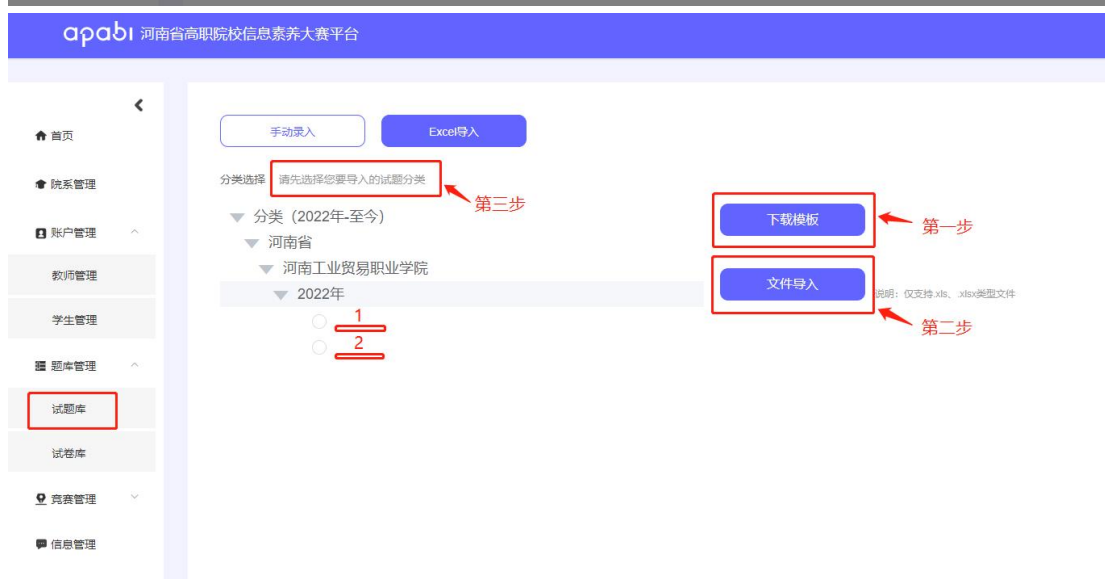 apabi 河南省高职院校信息素养大赛平台
首页
院系管理
账户管理
教师管理
学生管理
题库管理
试题库
试卷库
竞赛管理
信息管理
手动录入 Excel导入
分类选择 请先选择您要导入的试题分类
第三步
分类（2022年-至今）
河南省
河南工业贸易职业学院
2022年
1
2
下载模板 第一步
文件导入 说明：仅支持.xls、.xlsx类型文件
第二步